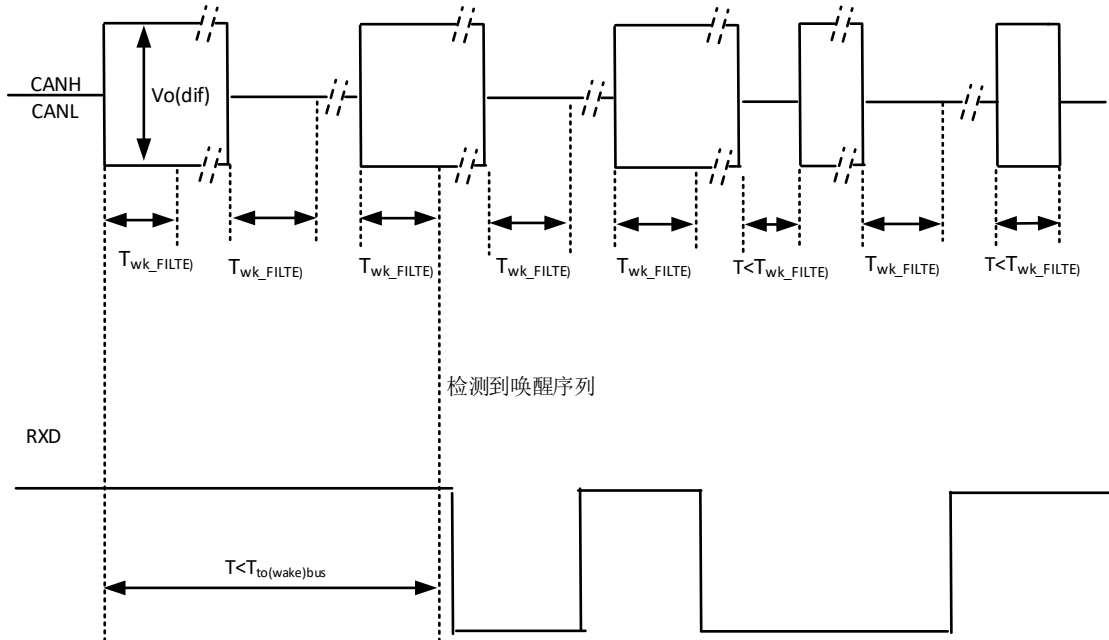 CANH
CANL
Vo(dif)
Twk_FILTE)
Twk_FILTE)
Twk_FILTE)
Twk_FILTE)
Twk_FILTE)
T<Twk_FILTE)
Twk_FILTE)
T<Twk_FILTE)
检测到唤醒序列
RXD
T<Tto(wake)bus